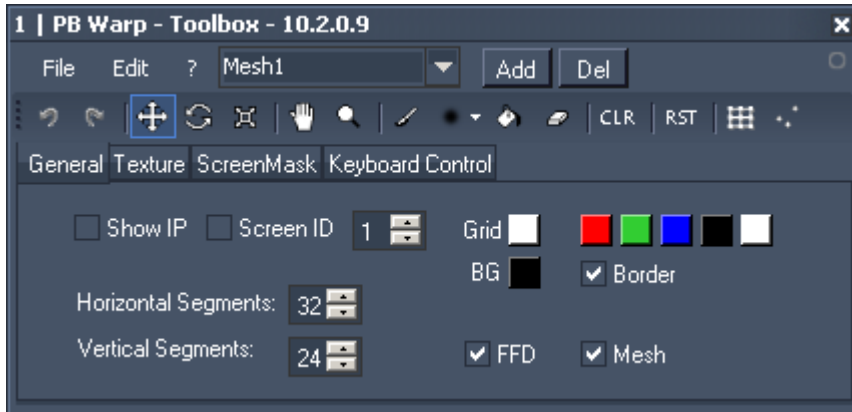 1 | PB Warp - Toolbox - 10.2.0.9
File Edit ? Mesh1 Add Del
CLR RST
General Texture ScreenMask Keyboard Control
Show IP Screen ID 1 Grid
BG Border
Horizontal Segments: 32
Vertical Segments: 24 FFD Mesh